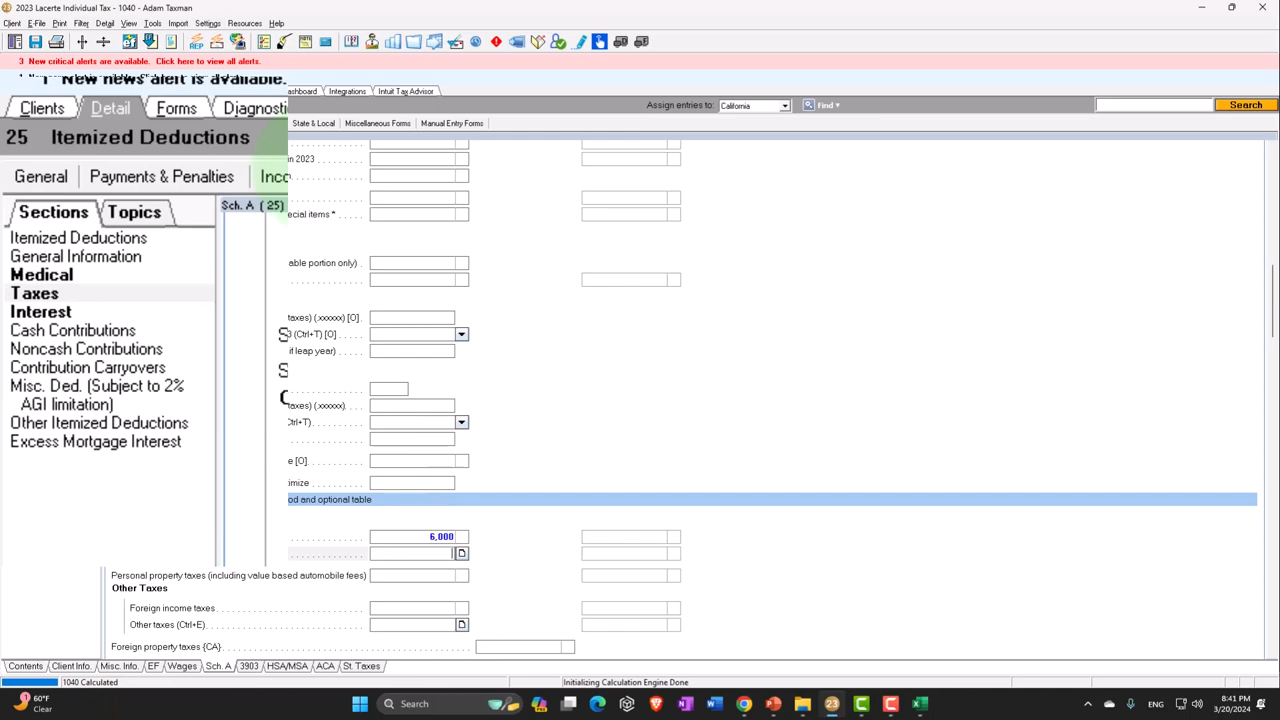 2023 Lacerte Individual Tax - 1040 - Adam Taxman
Client E-File Print Filter Detail View Tools Import Settings Resources Help
3 New critical alerts are available. Click here to view all alerts.
1 New news alert is available.
Clients Detail Forms Diagnosti
ashboard Integrations Intuit Tax Advisor
25 Itemized Deductions
Assign entries to: California Find Search
General Payments & Penalties Inco
State & Local Miscellaneous Forms Manual Entry Forms
Sections Topics
Sch. A (25)
Itemized Deductions
General Information
Medical
Taxes
Interest
Cash Contributions
Noncash Contributions
Contribution Carryovers
Misc. Ded. (Subject to 2%
AGI limitation)
Other Itemized Deductions
Excess Mortgage Interest
in 2023
ecial items *
able portion only)
taxes) (.xxxxxx) [O]
3 (Ctrl+T) [O]
if leap year)
taxes) (.xxxxxx)
Ctrl+T)
e [O]
timize
od and optional table
6,000
Personal property taxes (including value based automobile fees)
Other Taxes
Foreign income taxes
Other taxes (Ctrl+E)
Foreign property taxes {CA}
Contents Client Info. Misc. Info. EF Wages Sch. A 3903 HSA/MSA ACA St. Taxes
1040 Calculated Initializing Calculation Engine Done
60°F
Clear
Search
23
ENG
8:41 PM
3/20/2024